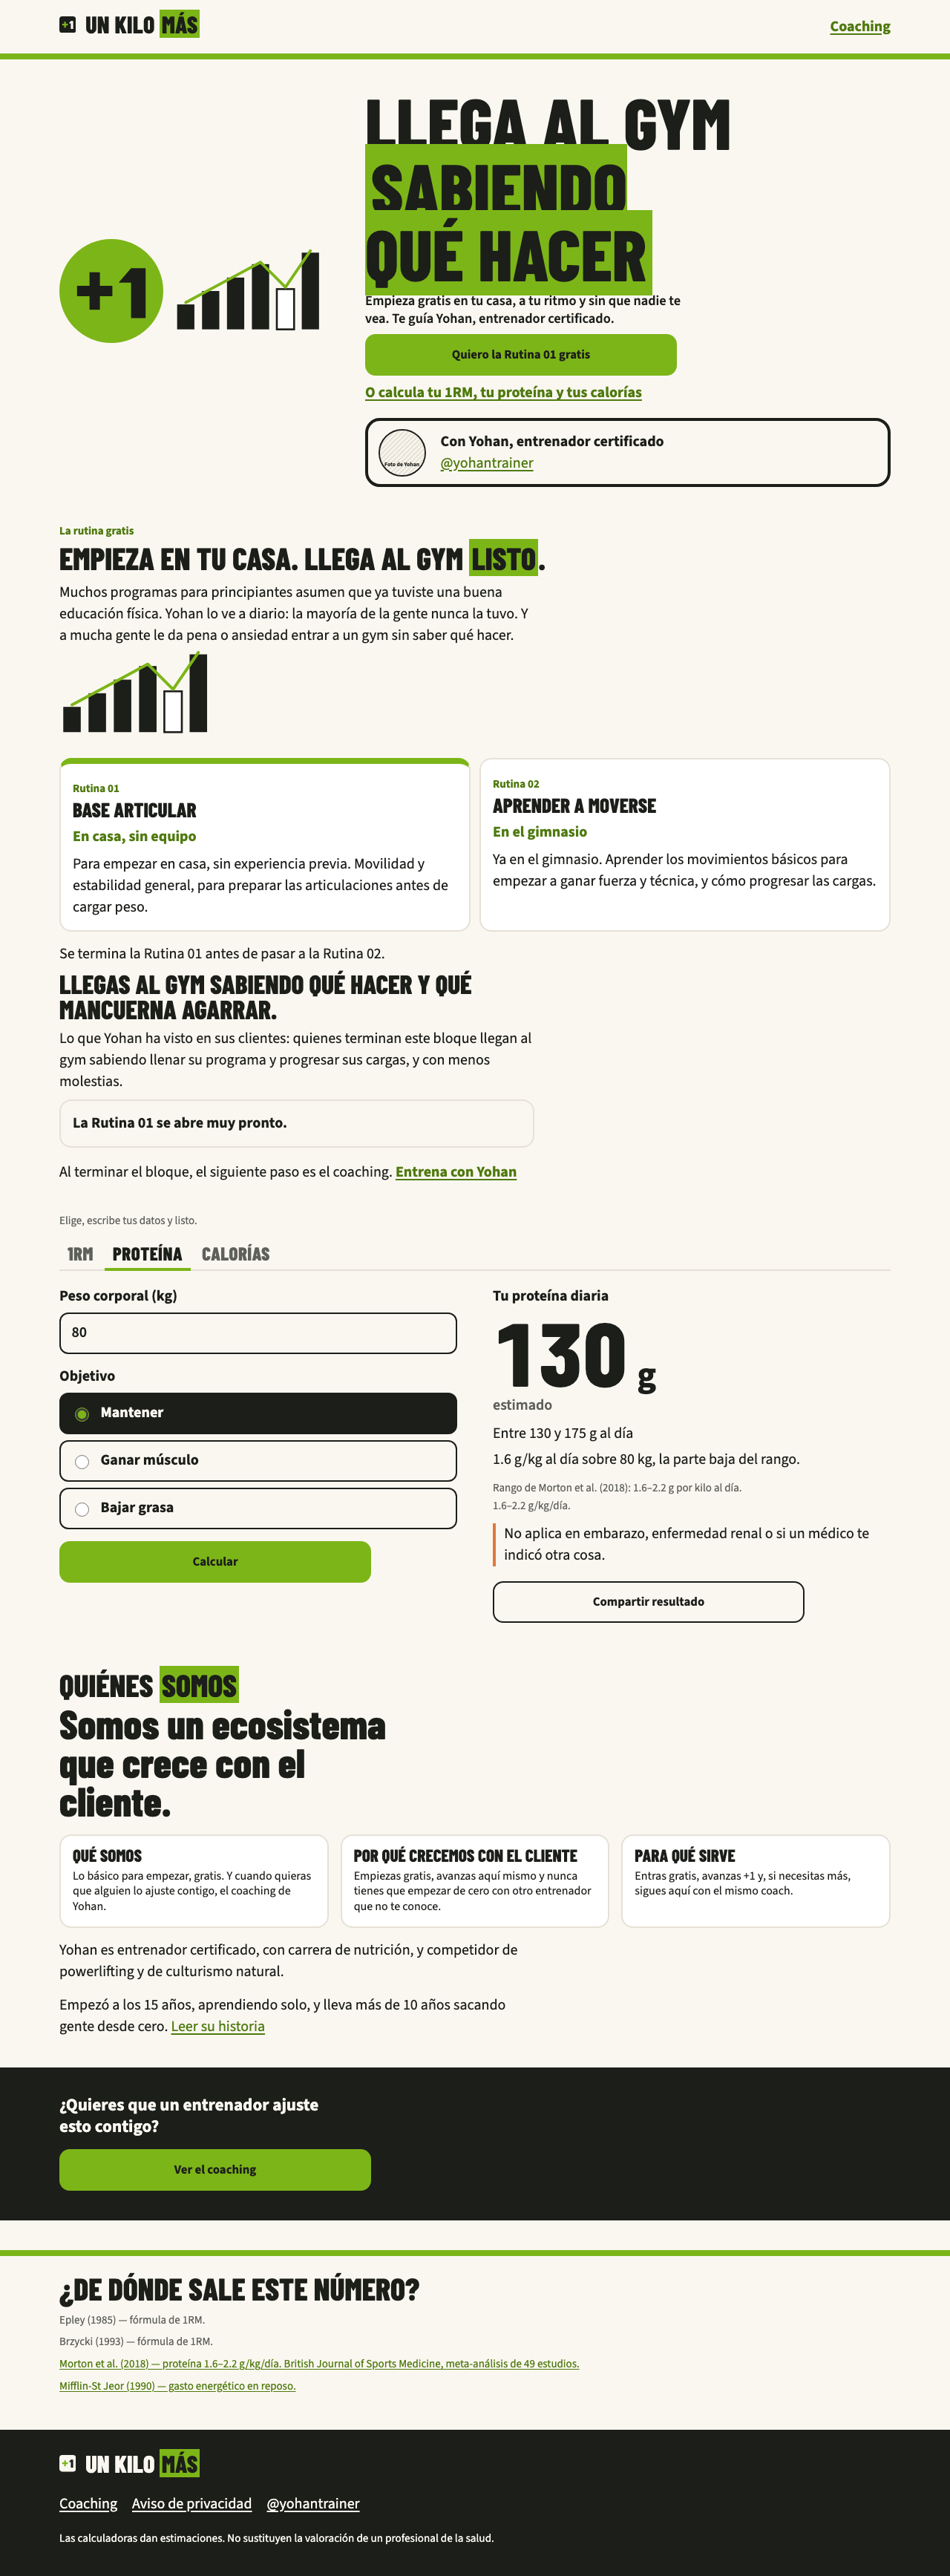 +1 UN KILO MÁS
Coaching
LLEGA AL GYM
SABIENDO
QUÉ HACER
+1
Empieza gratis en tu casa, a tu ritmo y sin que nadie te
vea. Te guía Yohan, entrenador certificado.
Quiero la Rutina 01 gratis
O calcula tu 1RM, tu proteína y tus calorías
Foto de Yohan
Con Yohan, entrenador certificado
@yohantrainer
La rutina gratis
EMPIEZA EN TU CASA. LLEGA AL GYM LISTO.
Muchos programas para principiantes asumen que ya tuviste una buena
educación física. Yohan lo ve a diario: la mayoría de la gente nunca la tuvo. Y
a mucha gente le da pena o ansiedad entrar a un gym sin saber qué hacer.
Rutina 01
BASE ARTICULAR
En casa, sin equipo
Para empezar en casa, sin experiencia previa. Movilidad y
estabilidad general, para preparar las articulaciones antes de
cargar peso.
Rutina 02
APRENDER A MOVERSE
En el gimnasio
Ya en el gimnasio. Aprender los movimientos básicos para
empezar a ganar fuerza y técnica, y cómo progresar las cargas.
Se termina la Rutina 01 antes de pasar a la Rutina 02.
LLEGAS AL GYM SABIENDO QUÉ HACER Y QUÉ
MANCUERNA AGARRAR.
Lo que Yohan ha visto en sus clientes: quienes terminan este bloque llegan al
gym sabiendo llenar su programa y progresar sus cargas, y con menos
molestias.
La Rutina 01 se abre muy pronto.
Al terminar el bloque, el siguiente paso es el coaching. Entrena con Yohan
Elige, escribe tus datos y listo.
1RM PROTEÍNA CALORÍAS
Peso corporal (kg)
80
Objetivo
Mantener
Ganar músculo
Bajar grasa
Calcular
Tu proteína diaria
130 g
estimado
Entre 130 y 175 g al día
1.6 g/kg al día sobre 80 kg, la parte baja del rango.
Rango de Morton et al. (2018): 1.6–2.2 g por kilo al día.
1.6–2.2 g/kg/día.
No aplica en embarazo, enfermedad renal o si un médico te
indicó otra cosa.
Compartir resultado
QUIÉNES SOMOS
Somos un ecosistema
que crece con el
cliente.
QUÉ SOMOS
Lo básico para empezar, gratis. Y cuando quieras
que alguien lo ajuste contigo, el coaching de
Yohan.
POR QUÉ CRECEMOS CON EL CLIENTE
Empiezas gratis, avanzas aquí mismo y nunca
tienes que empezar de cero con otro entrenador
que no te conoce.
PARA QUÉ SIRVE
Entras gratis, avanzas +1 y, si necesitas más,
sigues aquí con el mismo coach.
Yohan es entrenador certificado, con carrera de nutrición, y competidor de
powerlifting y de culturismo natural.
Empezó a los 15 años, aprendiendo solo, y lleva más de 10 años sacando
gente desde cero. Leer su historia
¿Quieres que un entrenador ajuste
esto contigo?
Ver el coaching
¿DE DÓNDE SALE ESTE NÚMERO?
Epley (1985) — fórmula de 1RM.
Brzycki (1993) — fórmula de 1RM.
Morton et al. (2018) — proteína 1.6–2.2 g/kg/día. British Journal of Sports Medicine, meta-análisis de 49 estudios.
Mifflin-St Jeor (1990) — gasto energético en reposo.
+1 UN KILO MÁS
Coaching Aviso de privacidad @yohantrainer
Las calculadoras dan estimaciones. No sustituyen la valoración de un profesional de la salud.